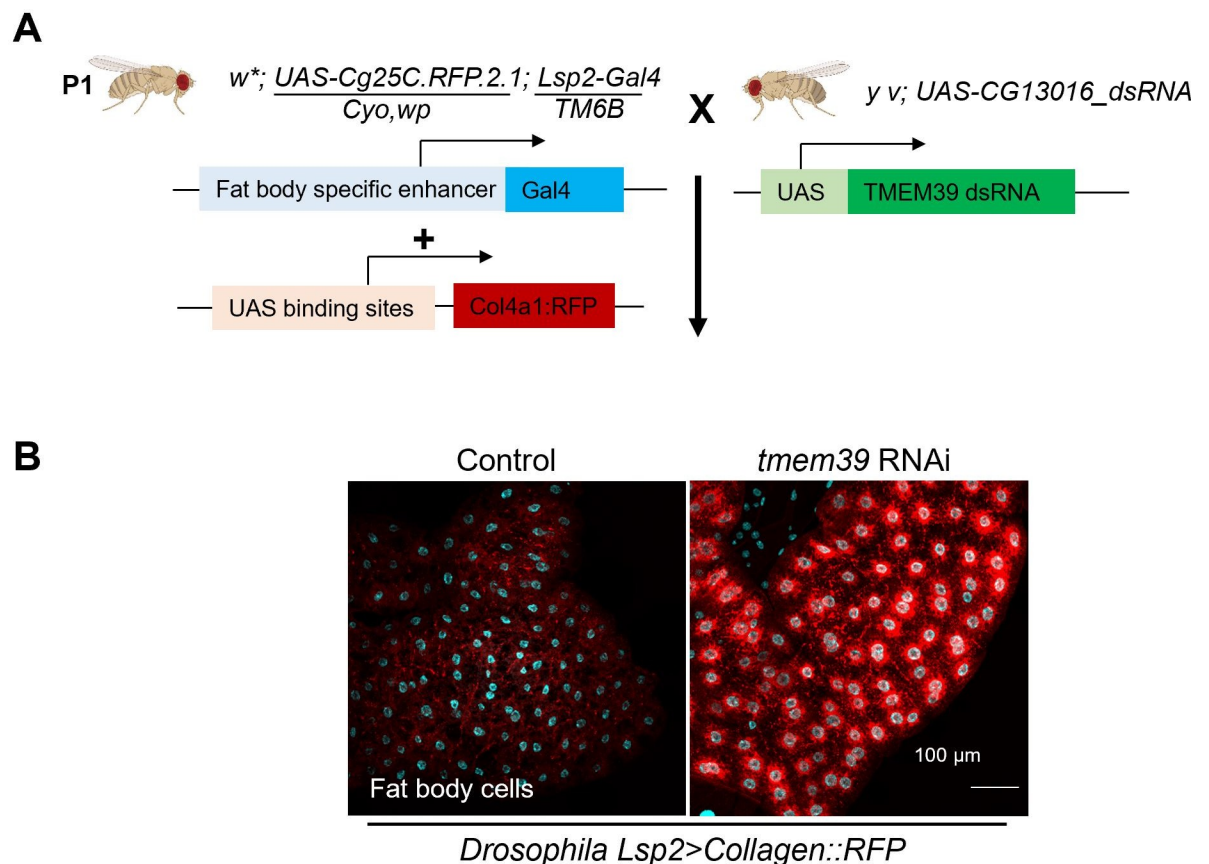 A
P1
w*; UAS-Cg25C.RFP.2.1; Lsp2-Gal4
Cyo,wp TM6B
X
y v; UAS-CG13016_dsRNA
Fat body specific enhancer Gal4
UAS TMEM39 dsRNA
+
UAS binding sites Col4a1:RFP
B
Control tmem39 RNAi
100 µm
Fat body cells
Drosophila Lsp2>Collagen::RFP